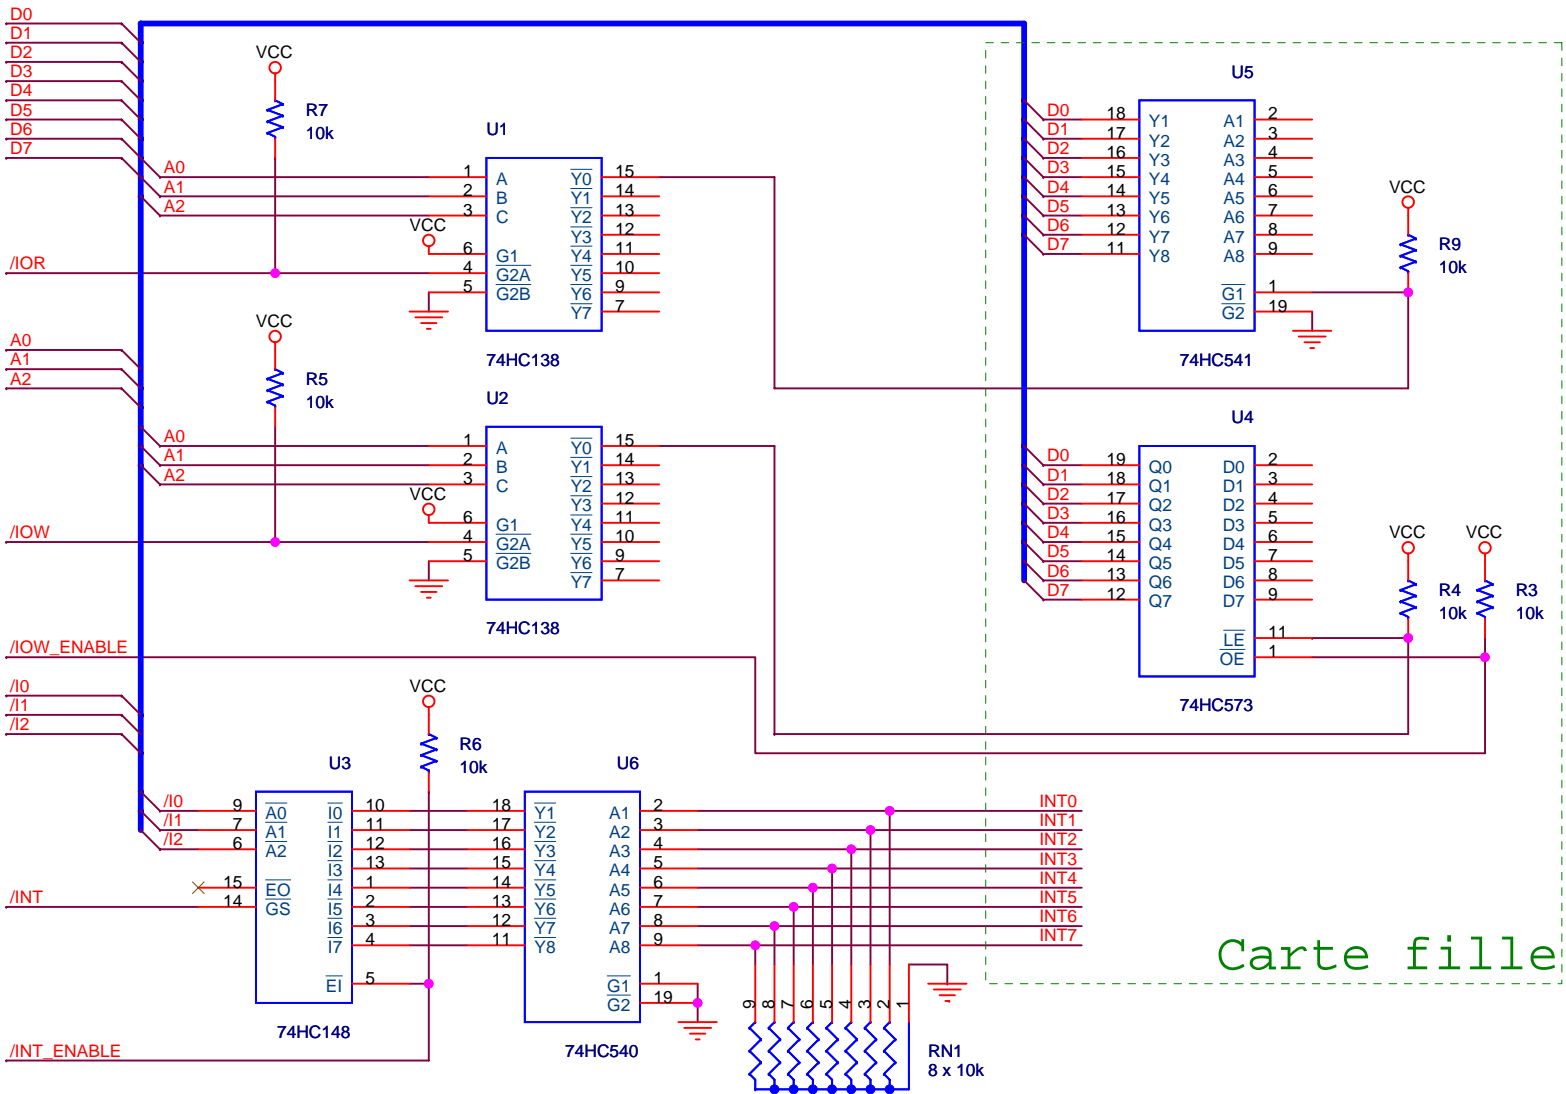 D0
D1
D2
D3
D4
D5
D6
D7
VCC
R7
10k
A0
A1
A2
/IOR
U1
1 A Y0 15
2 B Y1 14
3 C Y2 13
VCC Y3 12
6 G1 Y4 11
4 G2A Y5 10
5 G2B Y6 9
Y7 7
74HC138
VCC
R5
10k
A0
A1
A2
A0
A1
A2
/IOW
U2
1 A Y0 15
2 B Y1 14
3 C Y2 13
VCC Y3 12
6 G1 Y4 11
4 G2A Y5 10
5 G2B Y6 9
Y7 7
74HC138
/IOW_ENABLE
/I0
/I1
/I2
VCC
R6
10k
U3
/I0 9 A0 I0 10
/I1 7 A1 I1 11
/I2 6 A2 I2 12
I3 13
15 EO I4 1
/INT 14 GS I5 2
I6 3
I7 4
EI 5
74HC148
/INT_ENABLE
U6
18 Y1 A1 2 INT0
17 Y2 A2 3 INT1
16 Y3 A3 4 INT2
15 Y4 A4 5 INT3
14 Y5 A5 6 INT4
13 Y6 A6 7 INT5
12 Y7 A7 8 INT6
11 Y8 A8 9 INT7
G1 1
G2 19
74HC540
9 8 7 6 5 4 3 2 1
RN1
8 x 10k
U5
D0 18 Y1 A1 2
D1 17 Y2 A2 3
D2 16 Y3 A3 4
D3 15 Y4 A4 5
D4 14 Y5 A5 6
D5 13 Y6 A6 7
D6 12 Y7 A7 8
D7 11 Y8 A8 9
G1 1
G2 19
74HC541
VCC
R9
10k
U4
D0 19 Q0 D0 2
D1 18 Q1 D1 3
D2 17 Q2 D2 4
D3 16 Q3 D3 5
D4 15 Q4 D4 6
D5 14 Q5 D5 7
D6 13 Q6 D6 8
D7 12 Q7 D7 9
LE 11
OE 1
74HC573
VCC
R4
10k
VCC
R3
10k
Carte fille